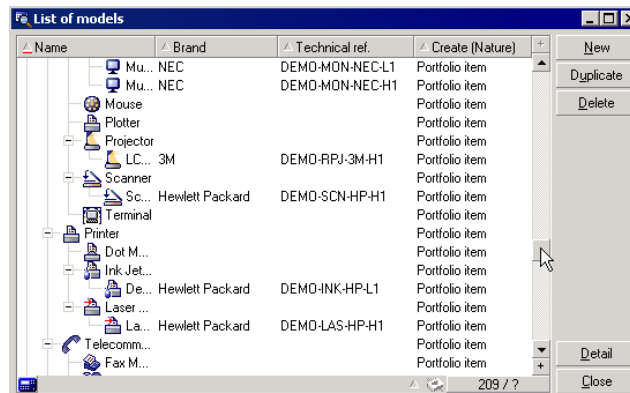 List of models
Name Brand Technical ref. Create (Nature) New
Mu... NEC DEMO-MON-NEC-L1 Portfolio item
Mu... NEC DEMO-MON-NEC-H1 Portfolio item Duplicate
Mouse Portfolio item Delete
Plotter Portfolio item
Projector Portfolio item
LC... 3M DEMO-RPJ-3M-H1 Portfolio item
Scanner Portfolio item
Sc... Hewlett Packard DEMO-SCN-HP-H1 Portfolio item
Terminal Portfolio item
Printer Portfolio item
Dot M... Portfolio item
Ink Jet... Portfolio item
De... Hewlett Packard DEMO-INK-HP-L1 Portfolio item
Laser ... Portfolio item
La... Hewlett Packard DEMO-LAS-HP-H1 Portfolio item
Telecomm... Portfolio item Detail
Fax M... Portfolio item
209 / ? Close